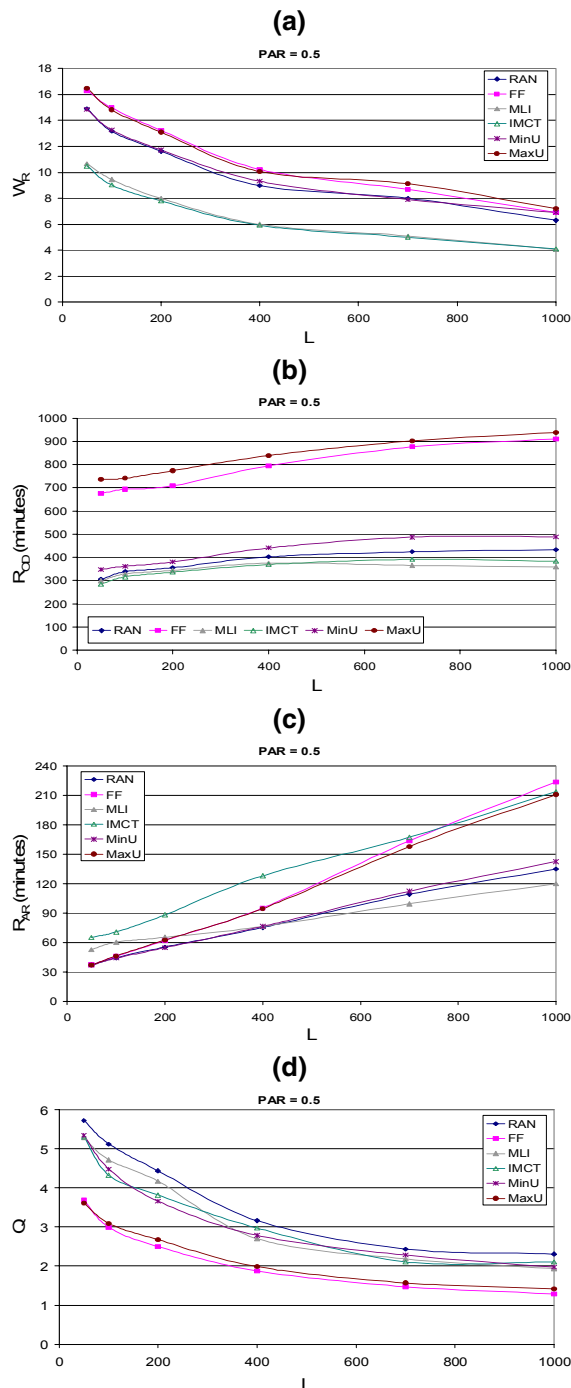 (a)
PAR = 0.5
18
16
14
12
10
8
6
4
2
0
W_R
0 200 400 600 800 1000
L
RAN
FF
MLI
IMCT
MinU
MaxU
(b)
PAR = 0.5
1000
900
800
700
600
500
400
300
200
100
0
R_OD (minutes)
RAN FF MLI IMCT MinU MaxU
0 200 400 600 800 1000
L
(c)
PAR = 0.5
240
210
180
150
120
90
60
30
0
R_AR (minutes)
RAN
FF
MLI
IMCT
MinU
MaxU
0 200 400 600 800 1000
L
(d)
PAR = 0.5
6
5
4
3
2
1
0
Q
RAN
FF
MLI
IMCT
MinU
MaxU
0 200 400 600 800 1000
L